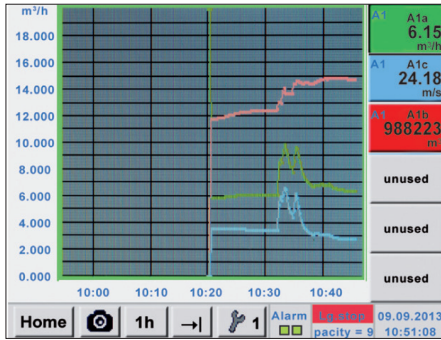 m³/h
18.000
16.000
14.000
12.000
10.000
8.000
6.000
4.000
2.000
0.000
10:00 10:10 10:20 10:30 10:40
A1 A1a
6.15
m³/h
A1 A1c
24.18
m/s
A1 A1b
988223
m
unused
unused
unused
Home 1h →| 1 Alarm
pacity = 9
09.09.2013
10:51:08